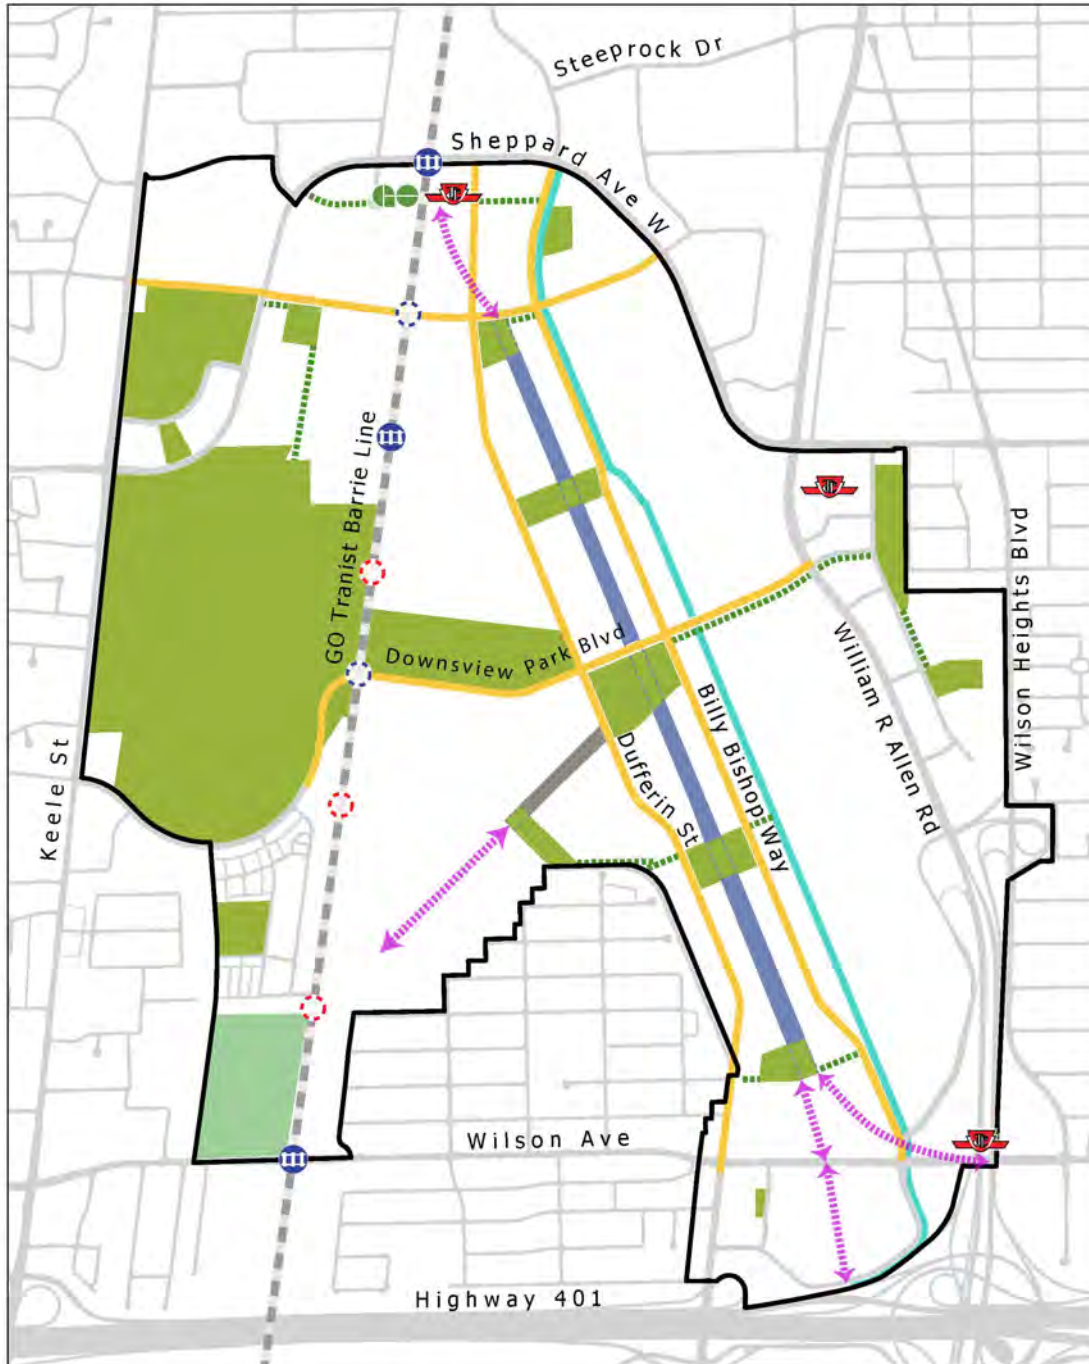 Steeprock Dr
Sheppard Ave W
GO Tranist Barrie Line
Downsview Park Blvd
Wilson Heights Blvd
William R Allen Rd
Billy Bishop Way
Dufferin St
Keele St
Wilson Ave
Highway 401